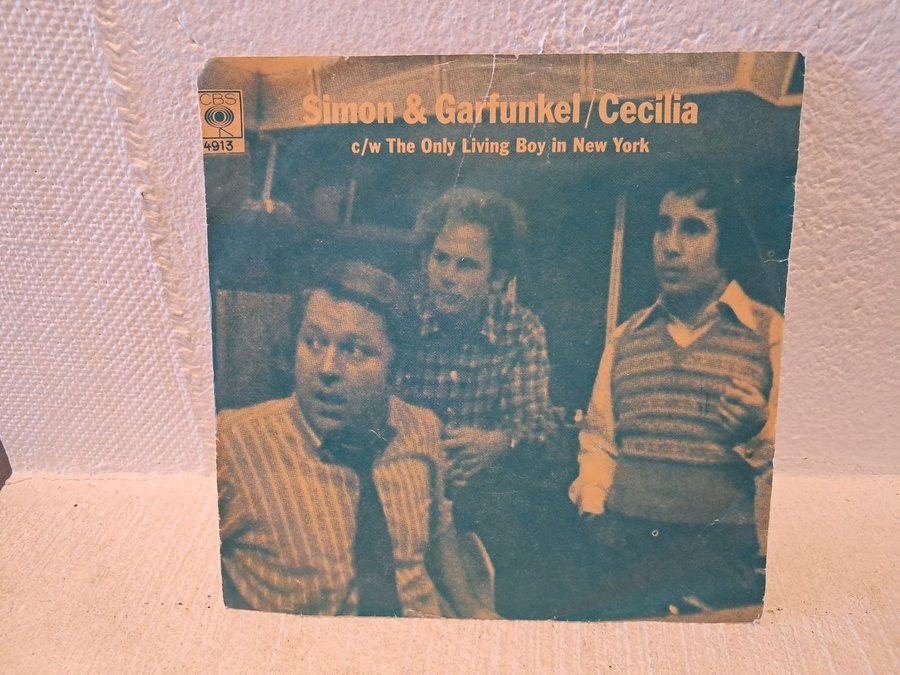 CBS
4913
Simon & Garfunkel/Cecilia
c/w The Only Living Boy in New York